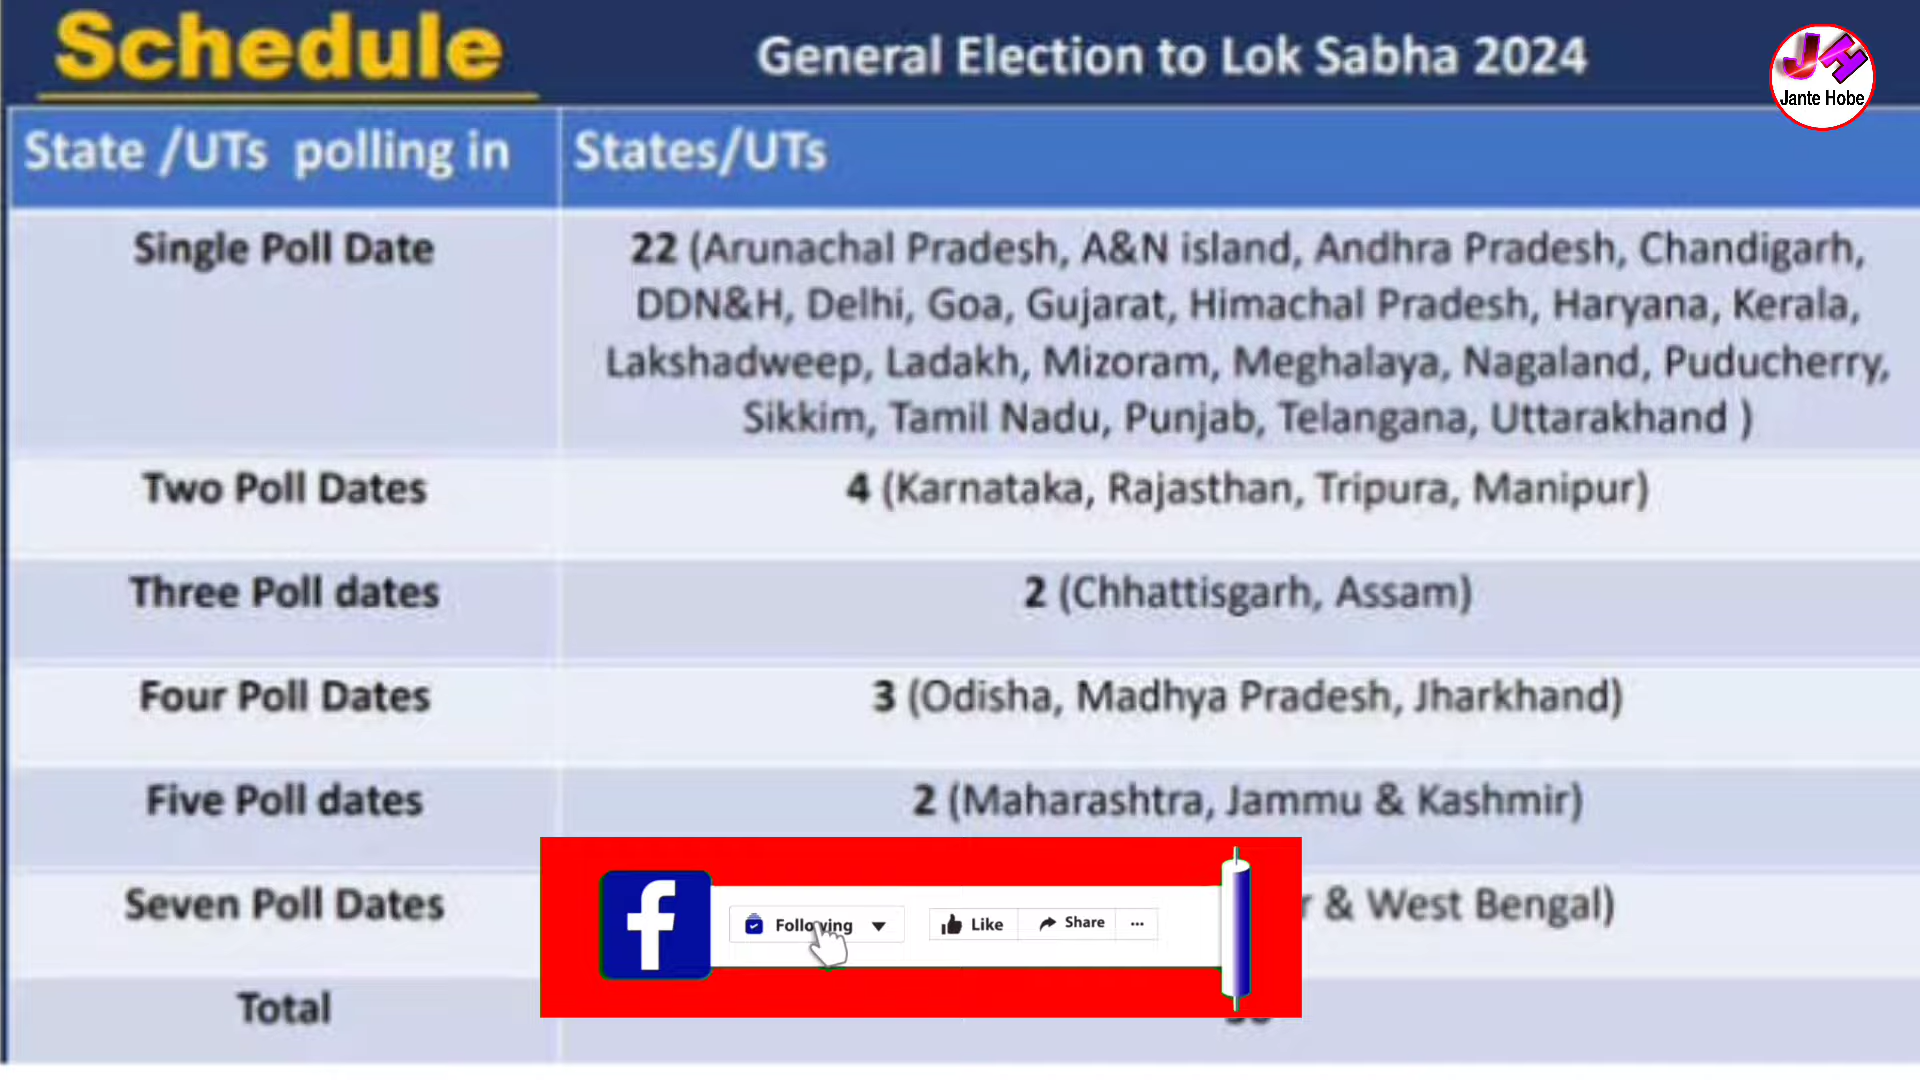 Schedule
General Election to Lok Sabha 2024
JH
Jante Hobe
State /UTs polling in
States/UTs
Single Poll Date
22 (Arunachal Pradesh, A&N island, Andhra Pradesh, Chandigarh,
DDN&H, Delhi, Goa, Gujarat, Himachal Pradesh, Haryana, Kerala,
Lakshadweep, Ladakh, Mizoram, Meghalaya, Nagaland, Puducherry,
Sikkim, Tamil Nadu, Punjab, Telangana, Uttarakhand )
Two Poll Dates
4 (Karnataka, Rajasthan, Tripura, Manipur)
Three Poll dates
2 (Chhattisgarh, Assam)
Four Poll Dates
3 (Odisha, Madhya Pradesh, Jharkhand)
Five Poll dates
2 (Maharashtra, Jammu & Kashmir)
Seven Poll Dates
& West Bengal)
f
Following
Like
Share
Total